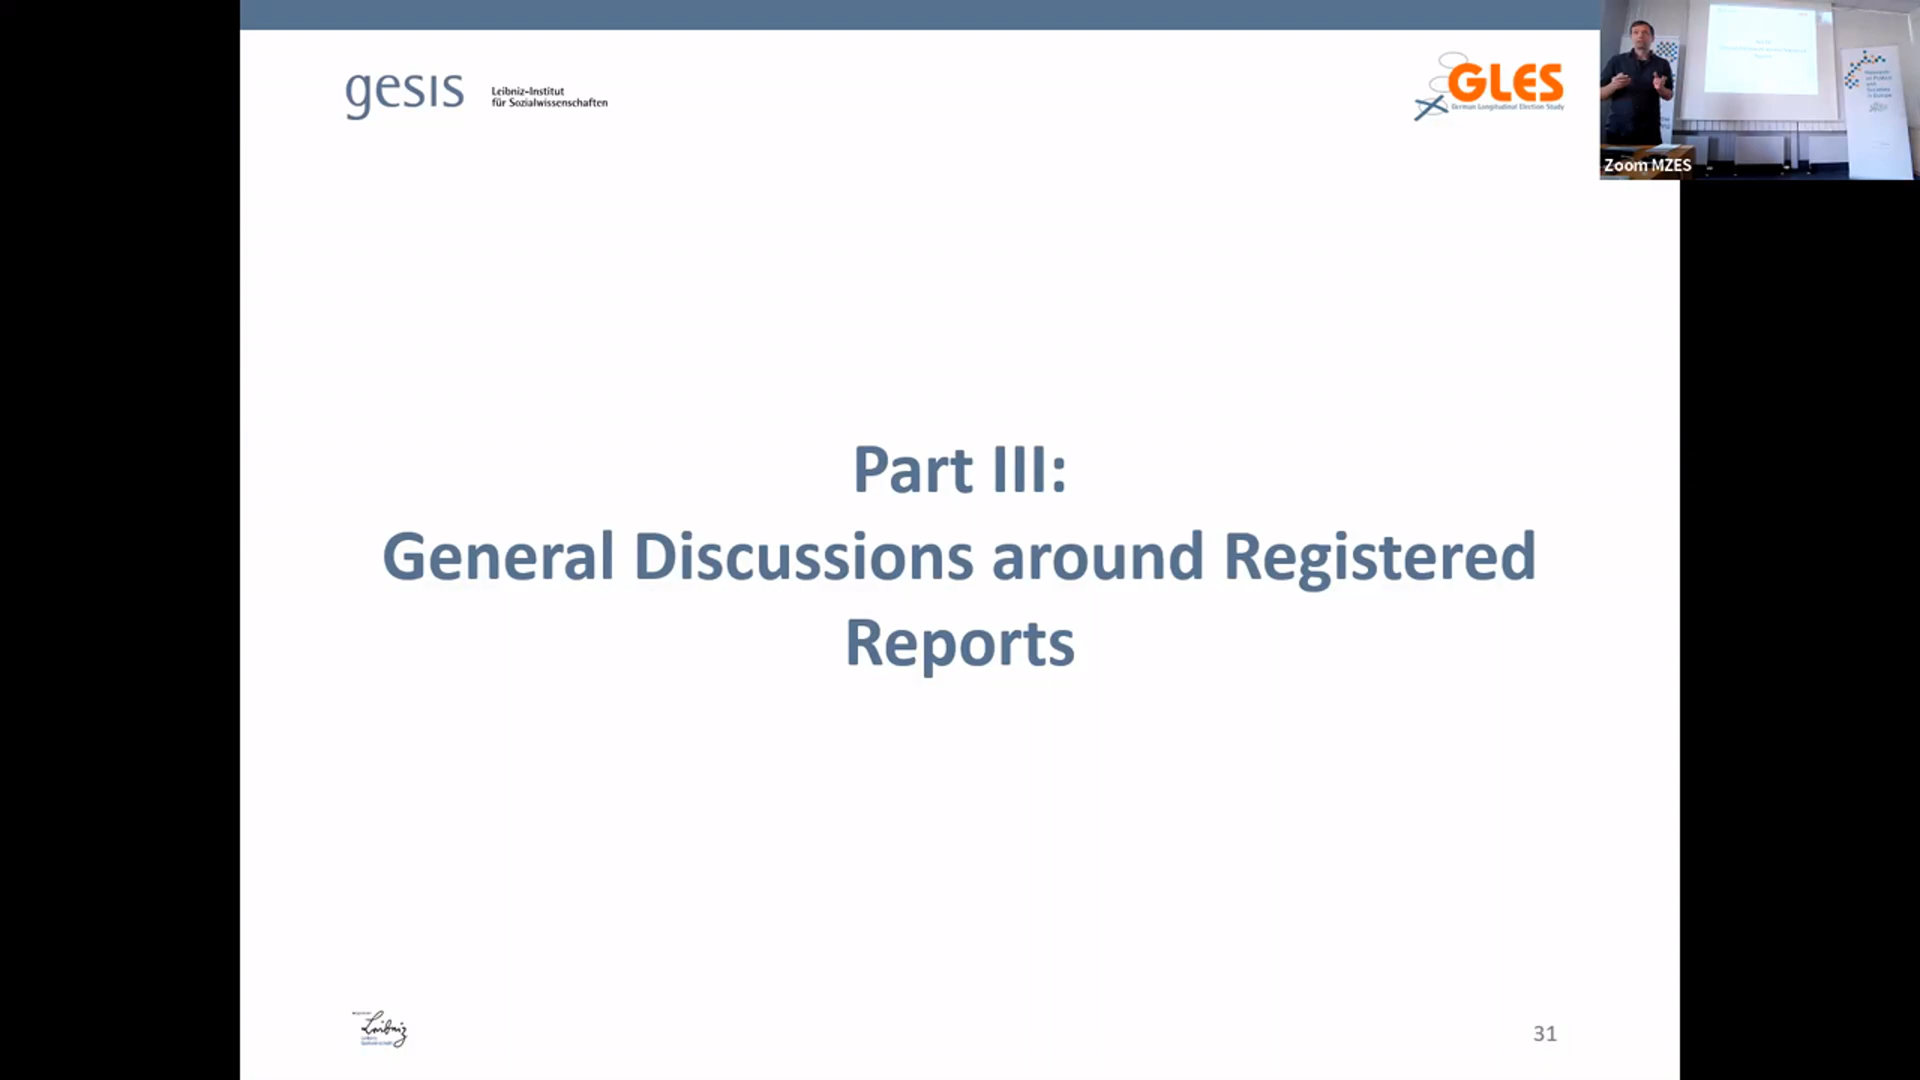 gesis
Leibniz-Institut
für Sozialwissenschaften
GLES
German Longitudinal Election Study
Zoom MZES
Part III:
General Discussions around Registered
Reports
Leibniz
31